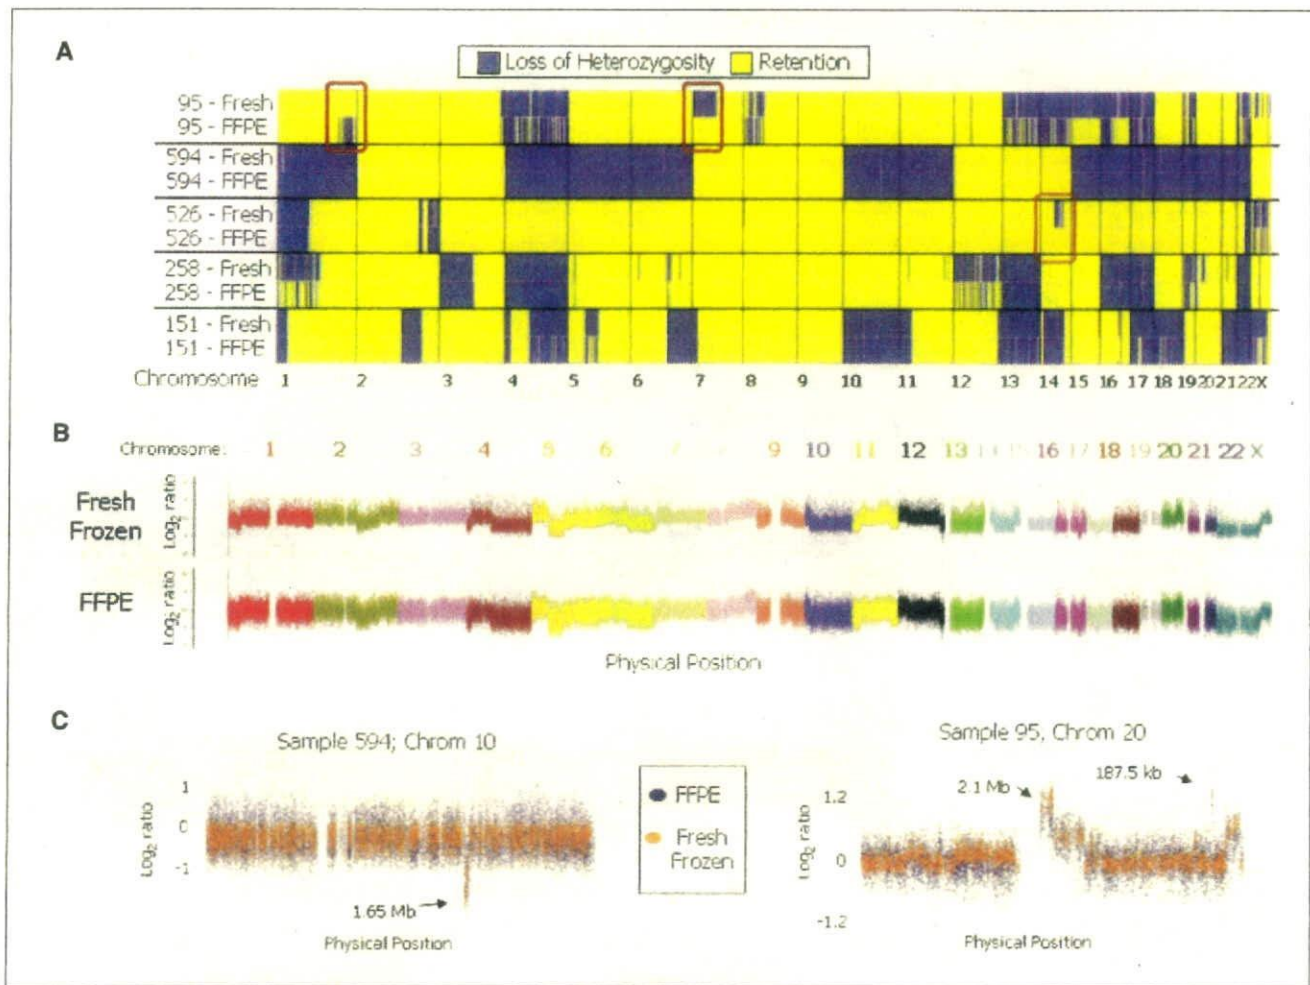 A
Loss of Heterozygosity Retention
95 - Fresh
95 - FFPE
594 - Fresh
594 - FFPE
526 - Fresh
526 - FFPE
258 - Fresh
258 - FFPE
151 - Fresh
151 - FFPE
Chromosome 1 2 3 4 5 6 7 8 9 10 11 12 13 14 15 16 17 18 19 20 21 22 X
B
Chromosome: 1 2 3 4 5 6 7 9 10 11 12 13 16 17 18 19 20 21 22 X
Fresh
Frozen
Log2 ratio
FFPE
Log2 ratio
Physical Position
C
Sample 594; Chrom 10
Log2 ratio
1
0
-1
1.65 Mb
Physical Position
FFPE
Fresh
Frozen
Sample 95, Chrom 20
Log2 ratio
1.2
0
-1.2
2.1 Mb
187.5 kb
Physical Position